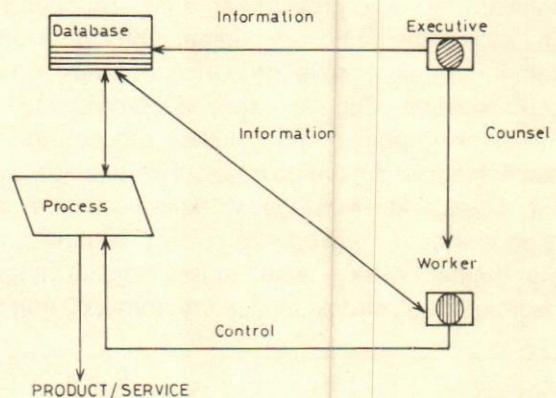 Information
Database
Executive
Information
Counsel
Process
Worker
Control
PRODUCT/SERVICE